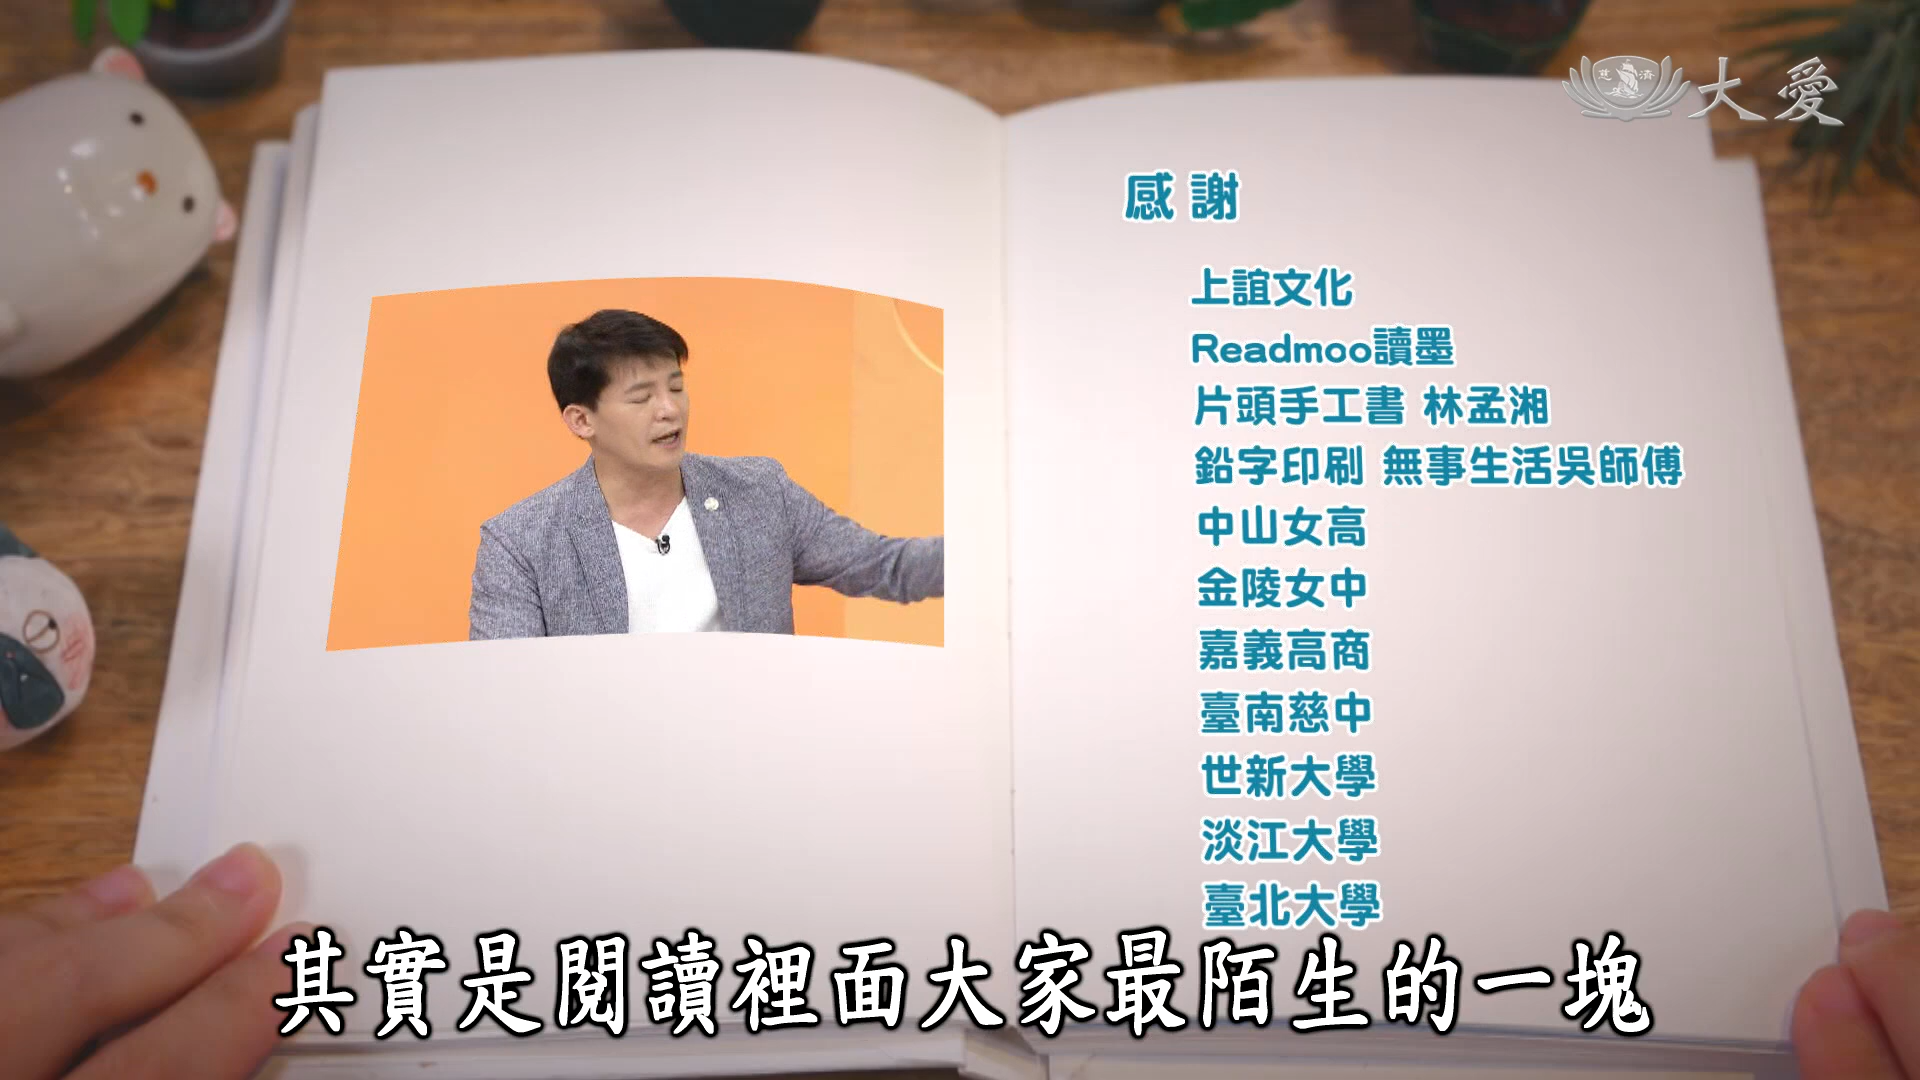 慈濟
大愛
感謝
上誼文化
Readmoo讀墨
片頭手工書 林孟湘
鉛字印刷 無事生活吳師傅
中山女高
金陵女中
嘉義高商
臺南慈中
世新大學
淡江大學
臺北大學
其實是閱讀裡面大家最陌生的一塊